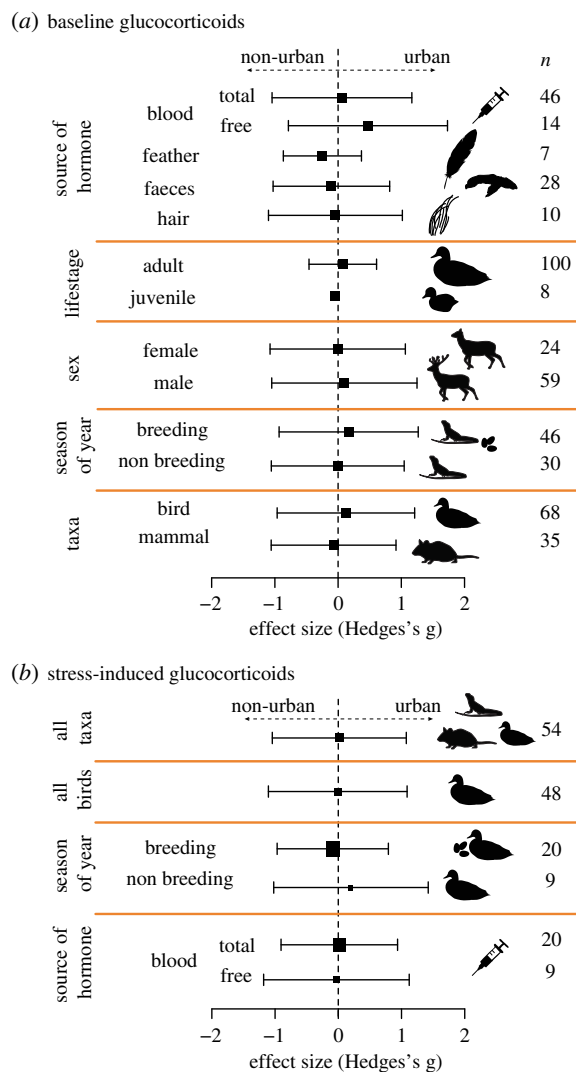 (a) baseline glucocorticoids
non-urban urban n
source of hormone
blood total 46
free 14
feather 7
faeces 28
hair 10
lifestage
adult 100
juvenile 8
sex
female 24
male 59
season of year
breeding 46
non breeding 30
taxa
bird 68
mammal 35
−2 −1 0 1 2
effect size (Hedges's g)
(b) stress-induced glucocorticoids
non-urban urban
all taxa 54
all birds 48
season of year
breeding 20
non breeding 9
source of hormone
blood total 20
free 9
−2 −1 0 1 2
effect size (Hedges's g)